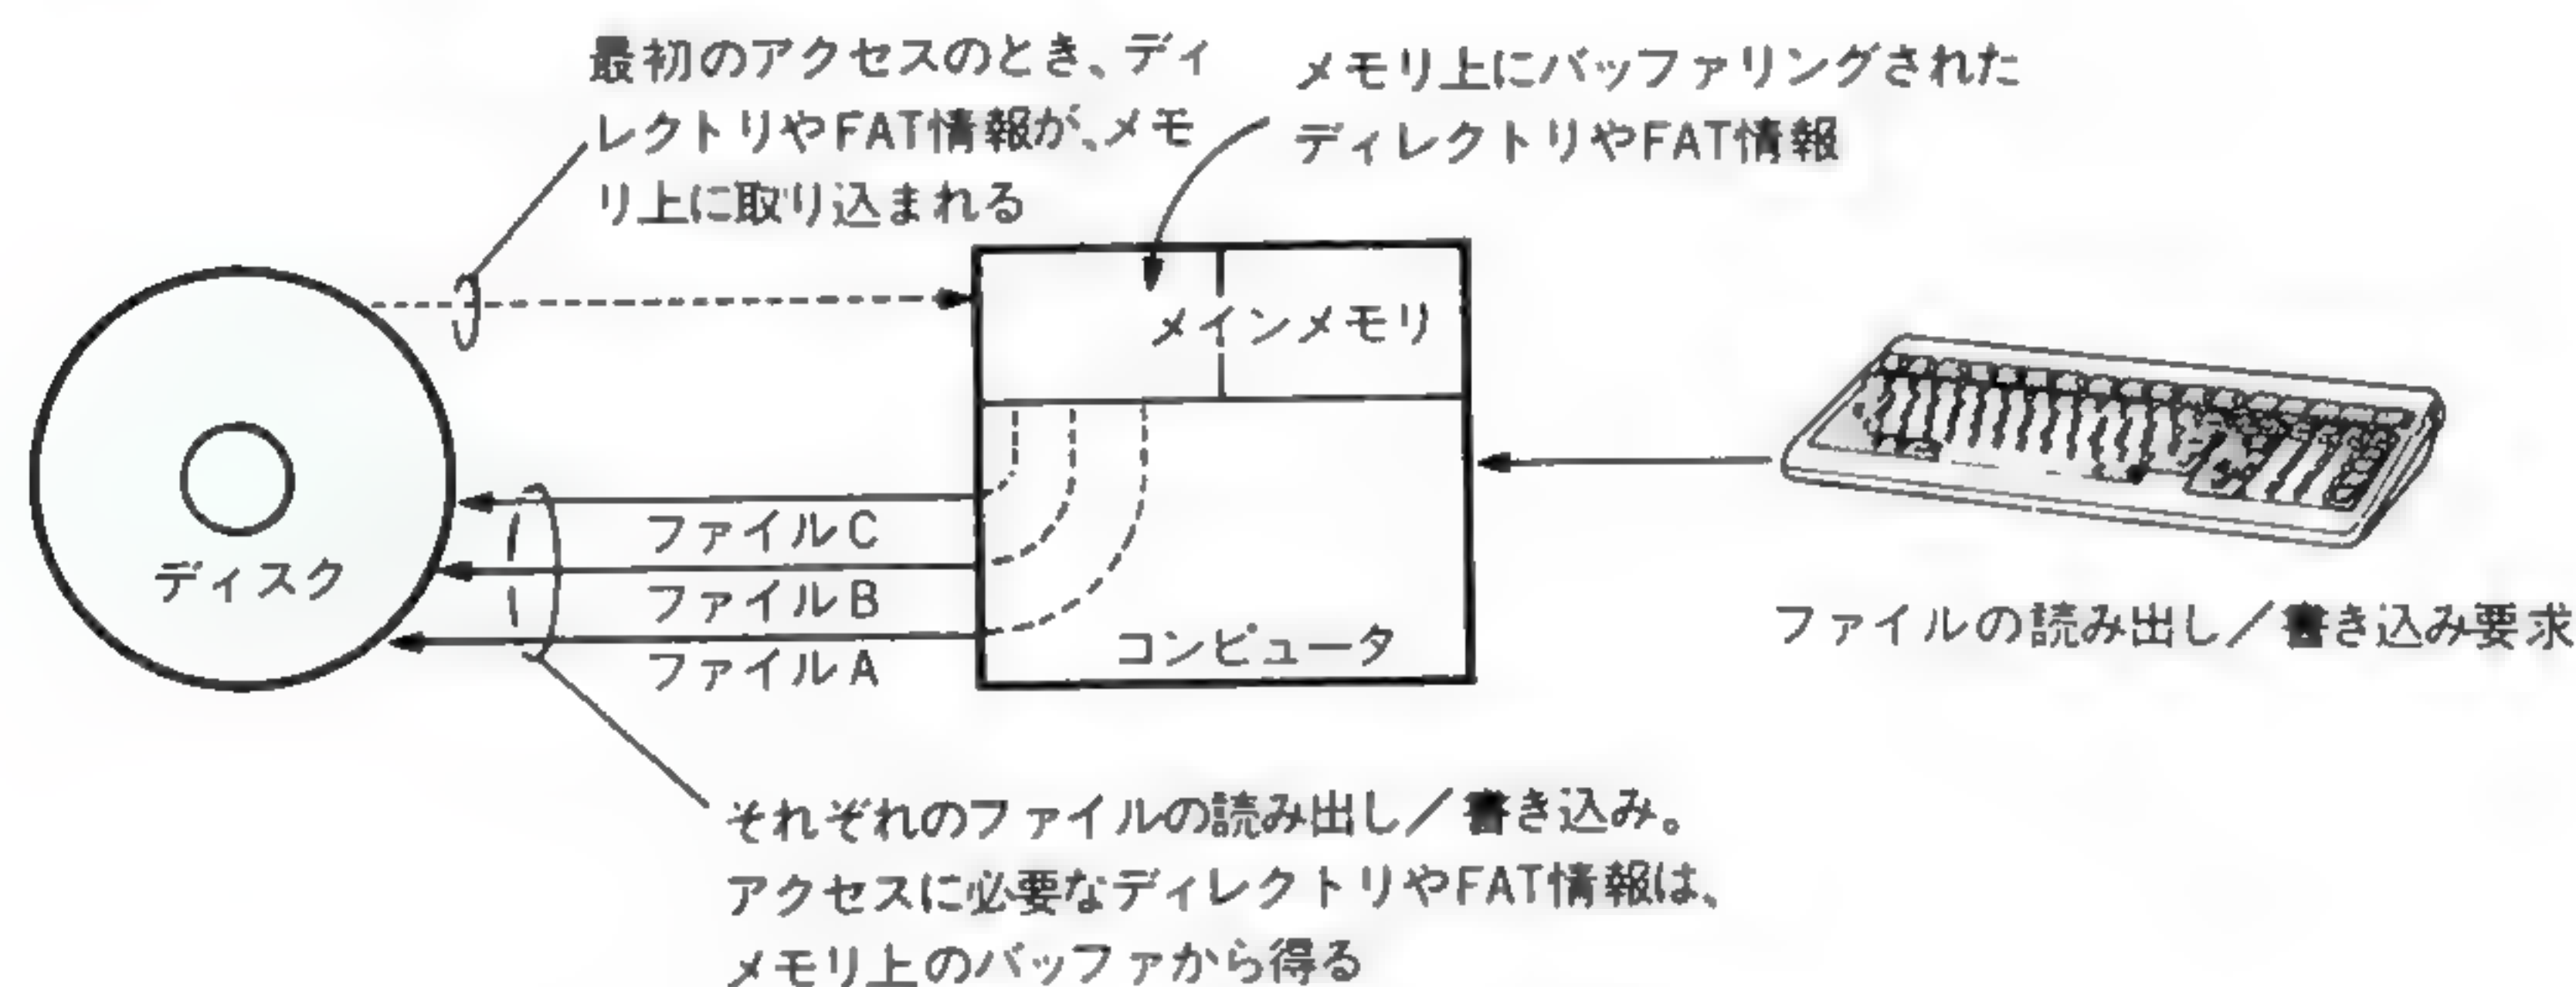 最初のアクセスのとき、ディ
レクトリやFAT情報が、メモ
リ上に取り込まれる
メモリ上にバッファリングされた
ディレクトリやFAT情報
メインメモリ
ディスク
ファイルC
ファイルB
ファイルA
コンピュータ
ファイルの読み出し／書き込み要求
それぞれのファイルの読み出し／書き込み。
アクセスに必要なディレクトリやFAT情報は、
メモリ上のバッファから得る